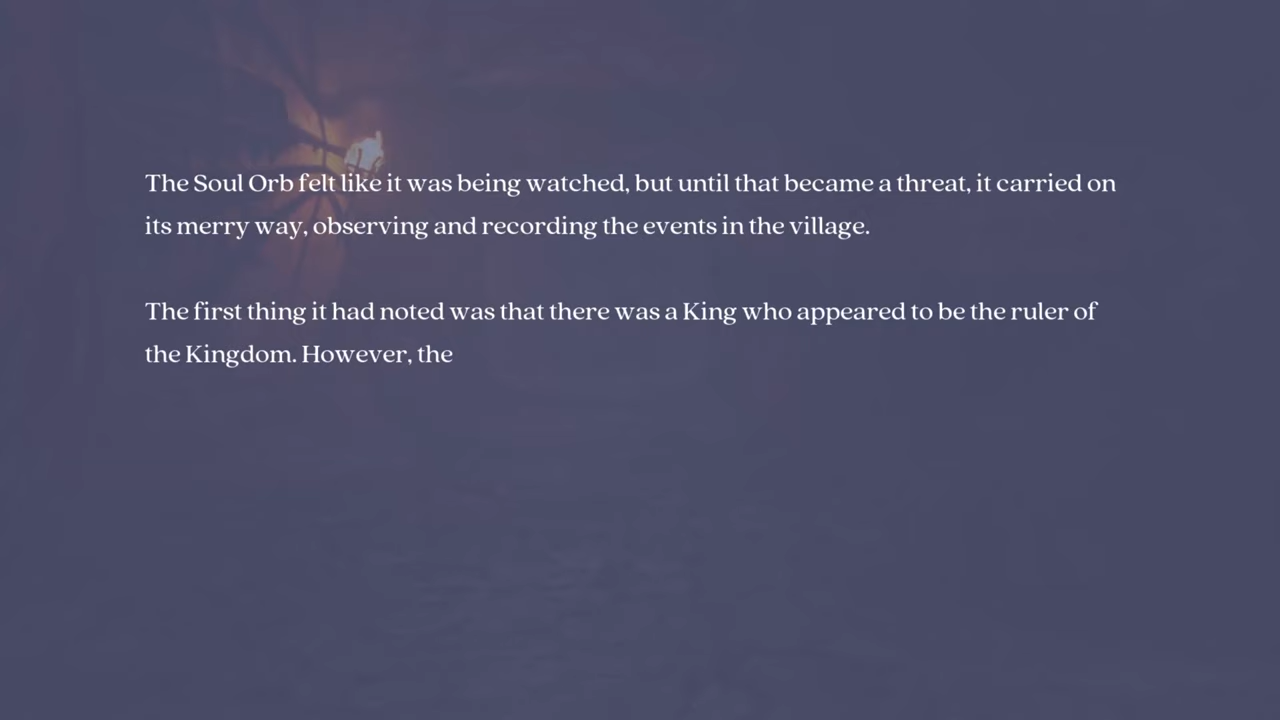 The Soul Orb felt like it was being watched, but until that became a threat, it carried on
its merry way, observing and recording the events in the village.
The first thing it had noted was that there was a King who appeared to be the ruler of
the Kingdom. However, the